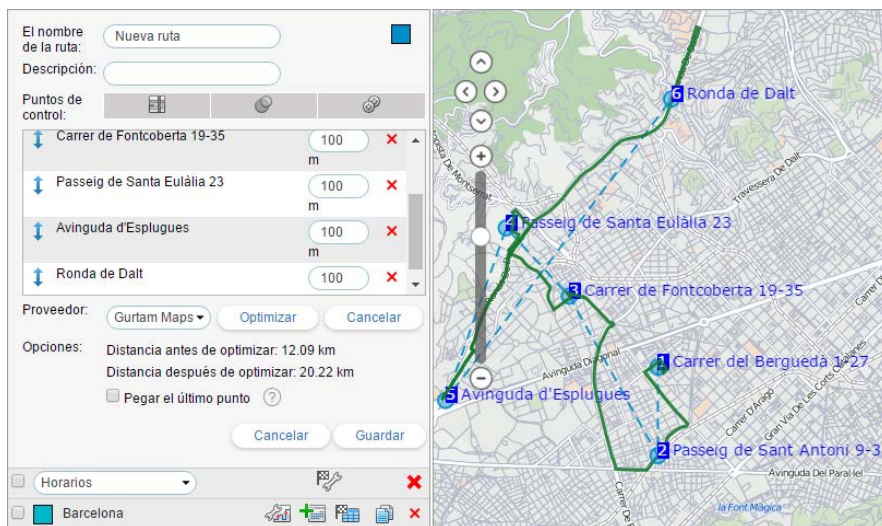 El nombre de la ruta:
Nueva ruta
Descripción:
Puntos de control:
Carrer de Fontcoberta 19-35
100
m
Passeig de Santa Eulàlia 23
100
m
Avinguda d'Esplugues
100
m
Ronda de Dalt
100
Proveedor:
Gurtam Maps
Optimizar
Cancelar
Opciones:
Distancia antes de optimizar: 12.09 km
Distancia después de optimizar: 20.22 km
Pegar el último punto
?
Cancelar
Guardar
Horarios
Barcelona
6 Ronda de Dalt
Travessera De Dalt
4 Passeig de Santa Eulàlia 23
3 Carrer de Fontcoberta 19-35
Avinguda Diagonal
1 Carrer del Berguedà 1-27
5 Avinguda d'Esplugues
Carrer D'Aragó
Gran Via De Les Corts Catalanes
2 Passeig de Sant Antoni 9-3
Avinguda Del Paral·lel
la Font Màgica